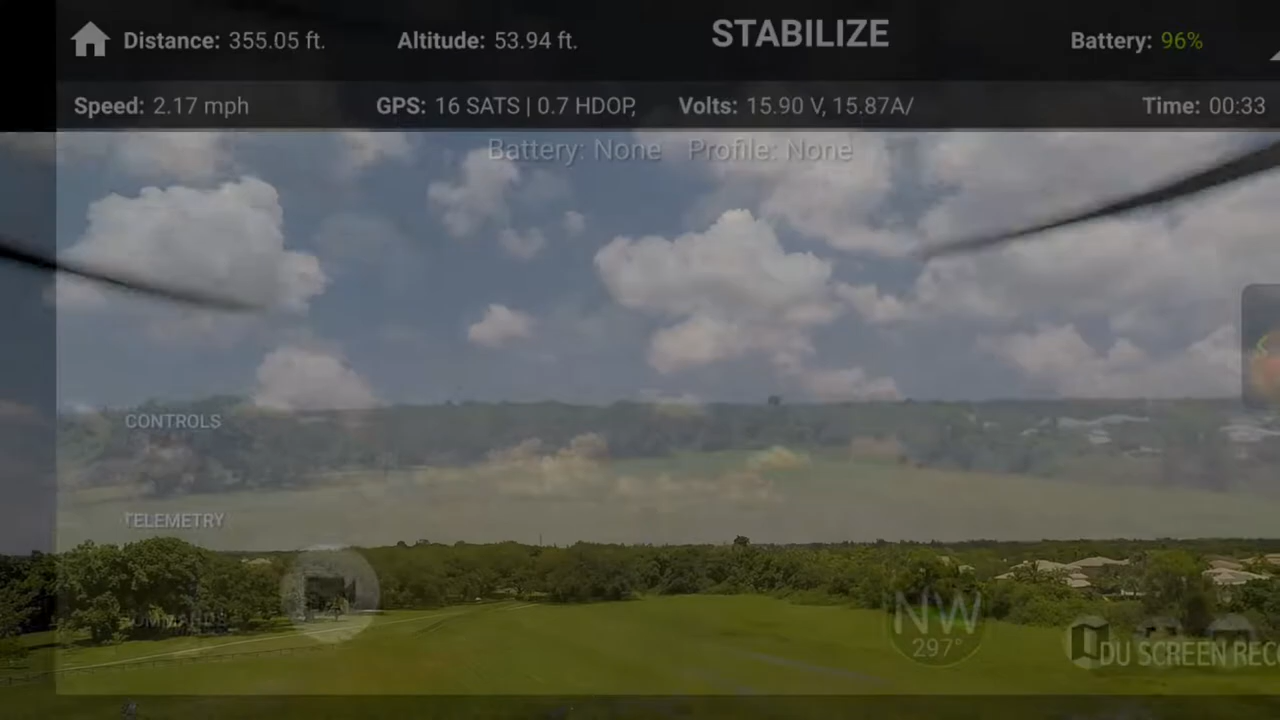 Distance: 355.05 ft. Altitude: 53.94 ft. STABILIZE Battery: 96%
Speed: 2.17 mph GPS: 16 SATS | 0.7 HDOP, Volts: 15.90 V, 15.87A/ Time: 00:33
Battery: None Profile: None
CONTROLS
TELEMETRY
NW
297°
DU SCREEN RECO